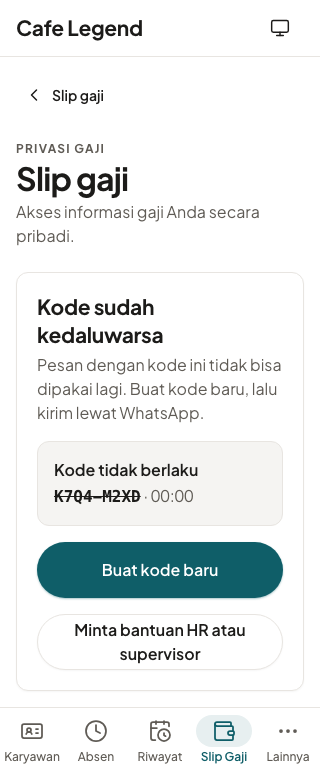 Cafe Legend
Slip gaji
PRIVASI GAJI
Slip gaji
Akses informasi gaji Anda secara
pribadi.
Kode sudah
kedaluwarsa
Pesan dengan kode ini tidak bisa
dipakai lagi. Buat kode baru, lalu
kirim lewat WhatsApp.
Kode tidak berlaku
K7Q4–M2XD · 00:00
Buat kode baru
Minta bantuan HR atau
supervisor
Karyawan Absen Riwayat Slip Gaji Lainnya